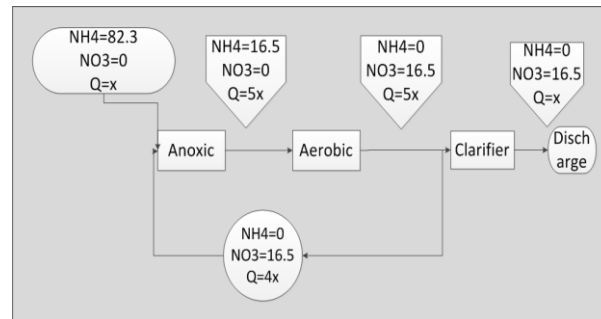 NH4=82.3
NO3=0
Q=x
NH4=16.5
NO3=0
Q=5x
NH4=0
NO3=16.5
Q=5x
NH4=0
NO3=16.5
Q=x
Anoxic
Aerobic
Clarifier
Disch
arge
NH4=0
NO3=16.5
Q=4x